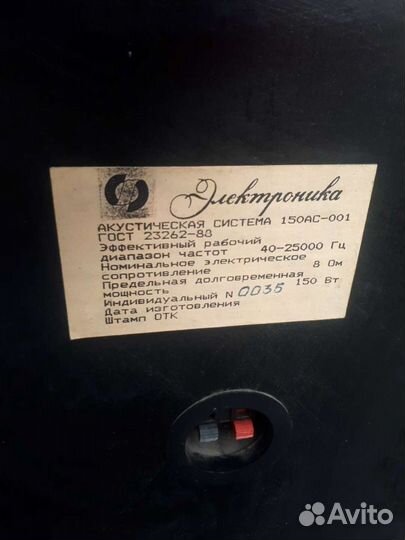 Электроника
АКУСТИЧЕСКАЯ СИСТЕМА 150АС-001
ГОСТ 23262-88
Эффективный рабочий
диапазон частот 40-25000 Гц
Номинальное электрическое
сопротивление 8 Ом
Предельная долговременная
мощность 150 Вт
Индивидуальный N 0035
Дата изготовления
Штамп ОТК
Avito